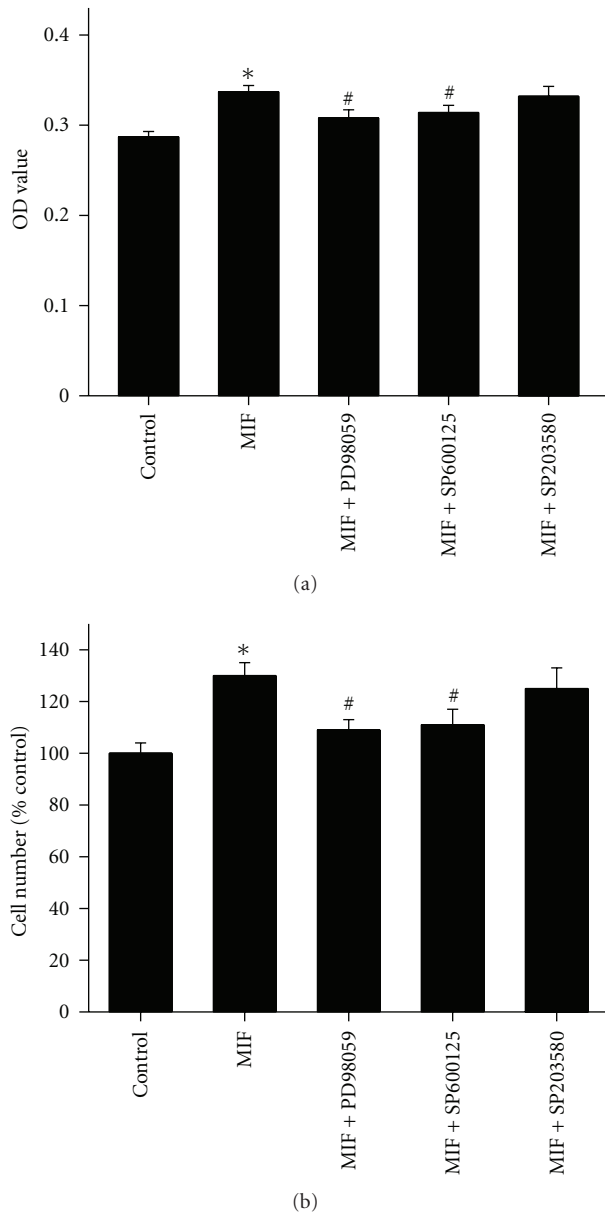 0.4
0.3
0.2
0.1
0
OD value
*
#
#
Control
MIF
MIF + PD98059
MIF + SP600125
MIF + SP203580
(a)
140
120
100
80
60
40
20
0
Cell number (% control)
*
#
#
Control
MIF
MIF + PD98059
MIF + SP600125
MIF + SP203580
(b)